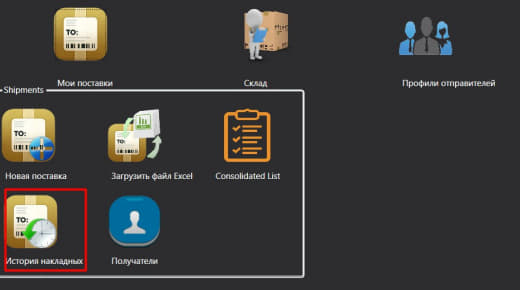 TO:
Мои поставки
Склад
Профили отправителей
Shipments
TO:
TO:
Новая поставка
Загрузить файл Excel
Consolidated List
TO:
История накладных
Получатели